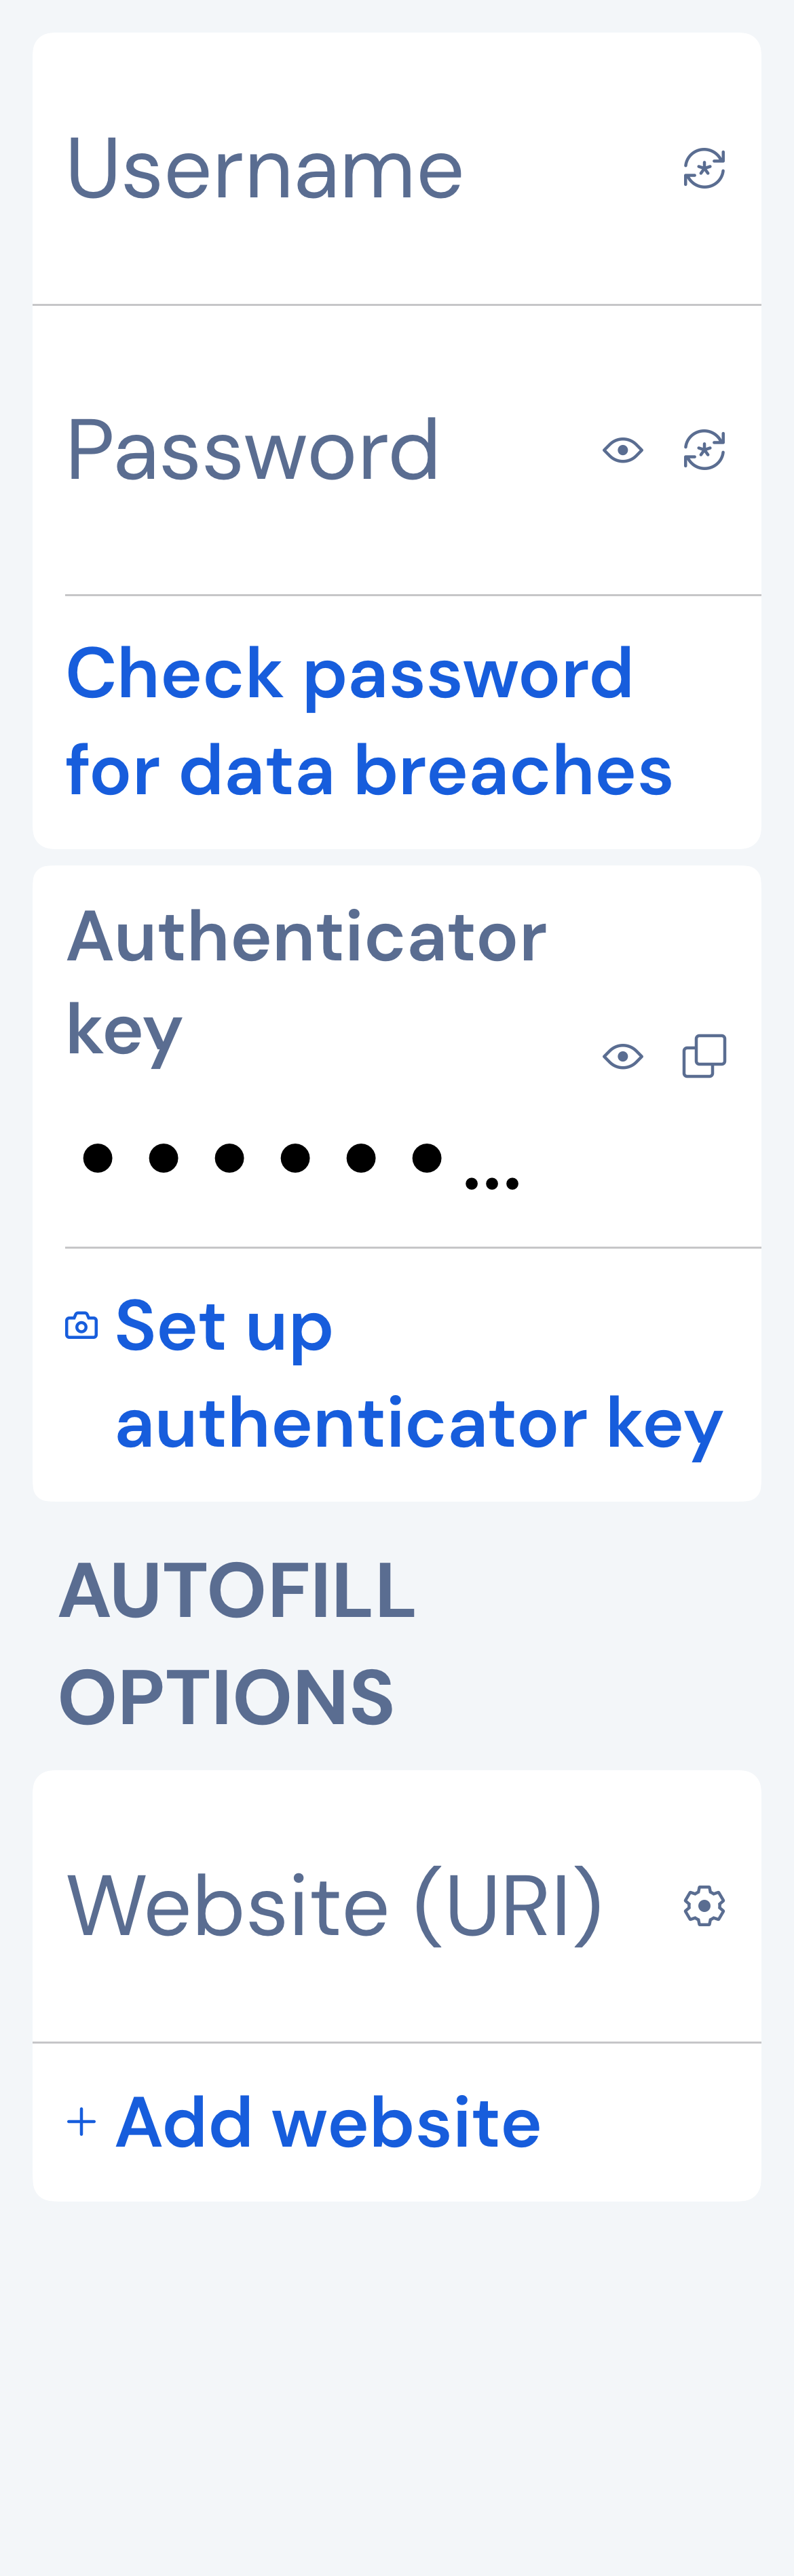 Username
Password
Check password
for data breaches
Authenticator
key
••••••...
Set up
authenticator key
AUTOFILL
OPTIONS
Website (URI)
Add website